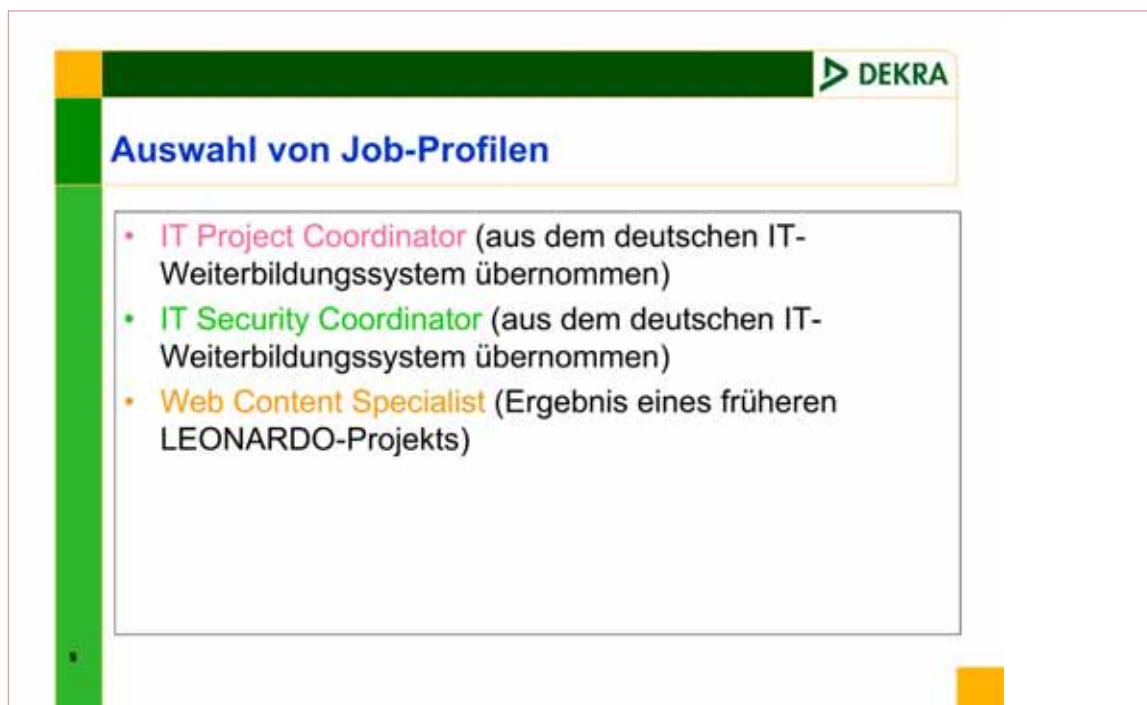 DEKRA
Auswahl von Job-Profilen
• IT Project Coordinator (aus dem deutschen IT-
Weiterbildungssystem übernommen)
• IT Security Coordinator (aus dem deutschen IT-
Weiterbildungssystem übernommen)
• Web Content Specialist (Ergebnis eines früheren
LEONARDO-Projekts)